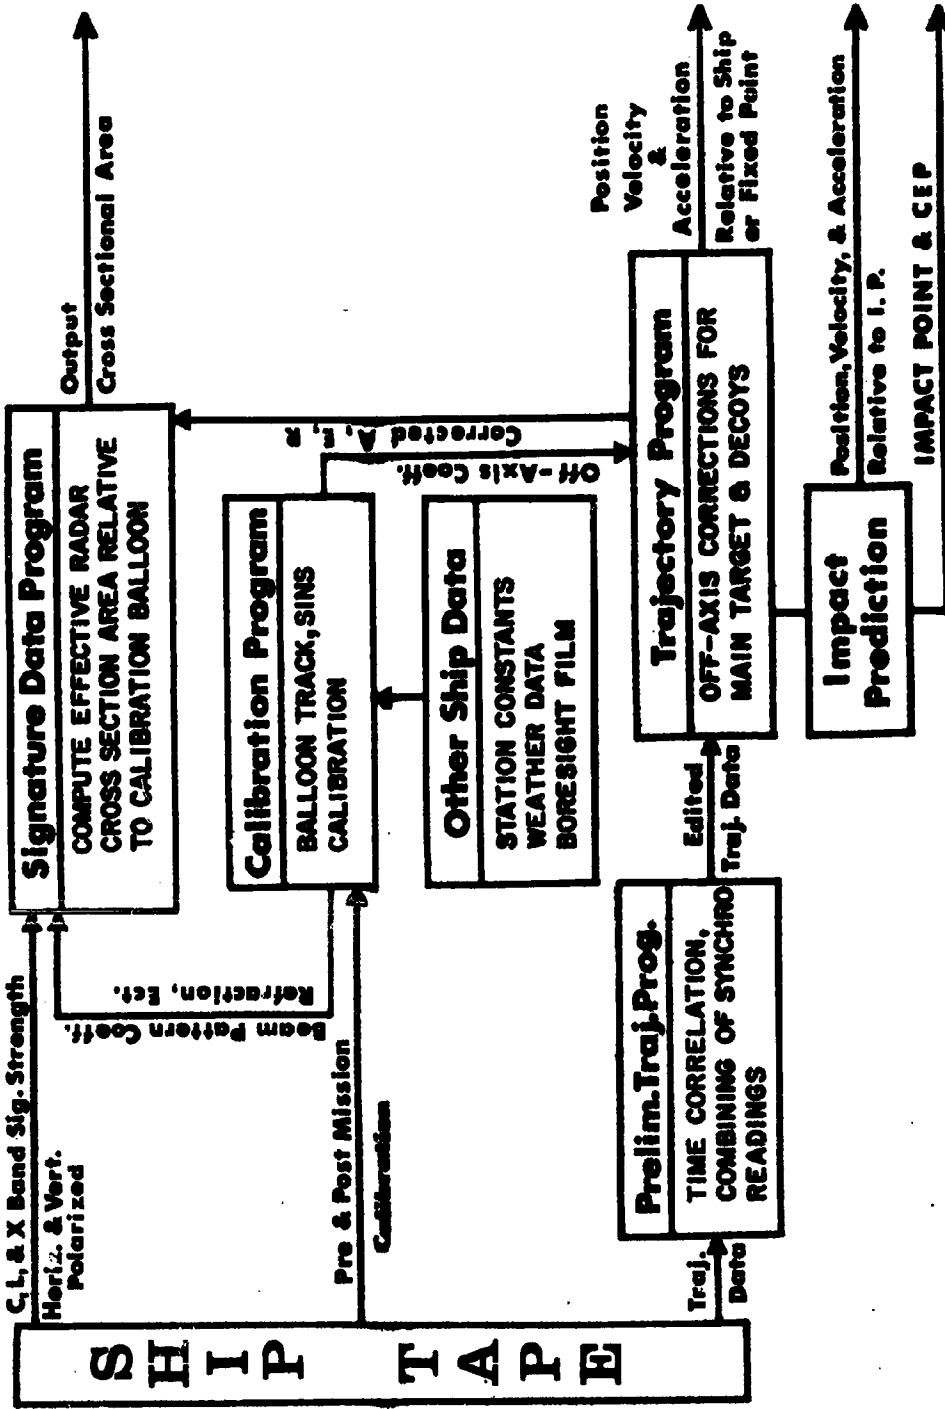 SHIP TAPE
C, L, & X Band Sig. Strength
Horiz. & Vert.
Polarized
Signature Data Program
COMPUTE EFFECTIVE RADAR
CROSS SECTION AREA RELATIVE
TO CALIBRATION BALLOON
Output
Cross Sectional Area
Beam Pattern Coeff.
Refraction, Ect.
Pre & Post Mission
Calibration
Calibration Program
BALLOON TRACK, SINS
CALIBRATION
Off-Axis Coeff.
Corrected A, E, R
Other Ship Data
STATION CONSTANTS
WEATHER DATA
BORESIGHT FILM
Traj.
Data
Prelim. Traj. Prog.
TIME CORRELATION,
COMBINING OF SYNCHRO
READINGS
Edited
Traj. Data
Trajectory Program
OFF-AXIS CORRECTIONS FOR
MAIN TARGET & DECOYS
Position
Velocity
&
Acceleration
Relative to Ship
or Fixed Point
Impact
Prediction
Position, Velocity, & Acceleration
Relative to I. P.
IMPACT POINT & CEP